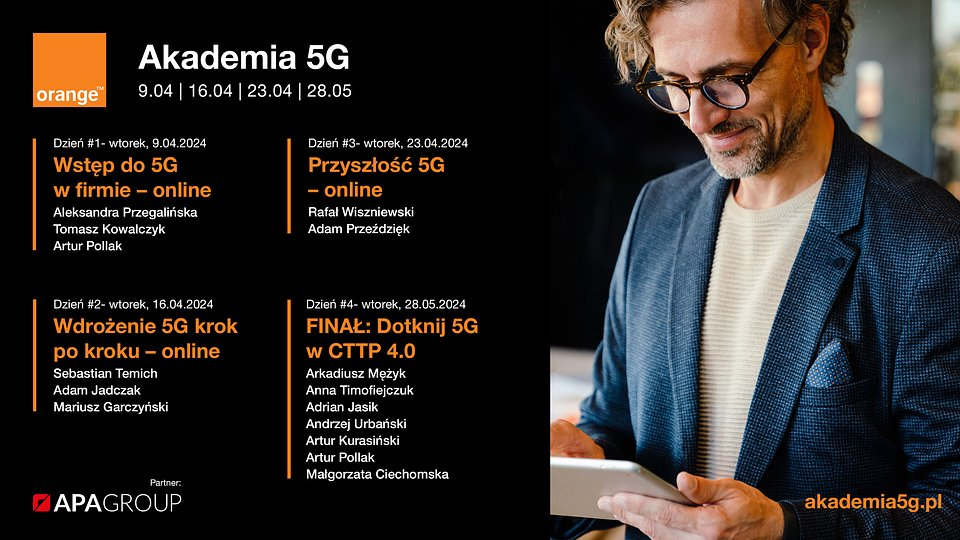 orange™
Akademia 5G
9.04 | 16.04 | 23.04 | 28.05
Dzień #1- wtorek, 9.04.2024
Wstęp do 5G
w firmie – online
Aleksandra Przegalińska
Tomasz Kowalczyk
Artur Pollak
Dzień #2- wtorek, 16.04.2024
Wdrożenie 5G krok
po kroku – online
Sebastian Temich
Adam Jadczak
Mariusz Garczyński
Dzień #3- wtorek, 23.04.2024
Przyszłość 5G
– online
Rafał Wiszniewski
Adam Przeździęk
Dzień #4- wtorek, 28.05.2024
FINAŁ: Dotknij 5G
w CTTP 4.0
Arkadiusz Mężyk
Anna Timofiejczuk
Adrian Jasik
Andrzej Urbański
Artur Kurasiński
Artur Pollak
Małgorzata Ciechomska
Partner:
APAGROUP
akademia5g.pl